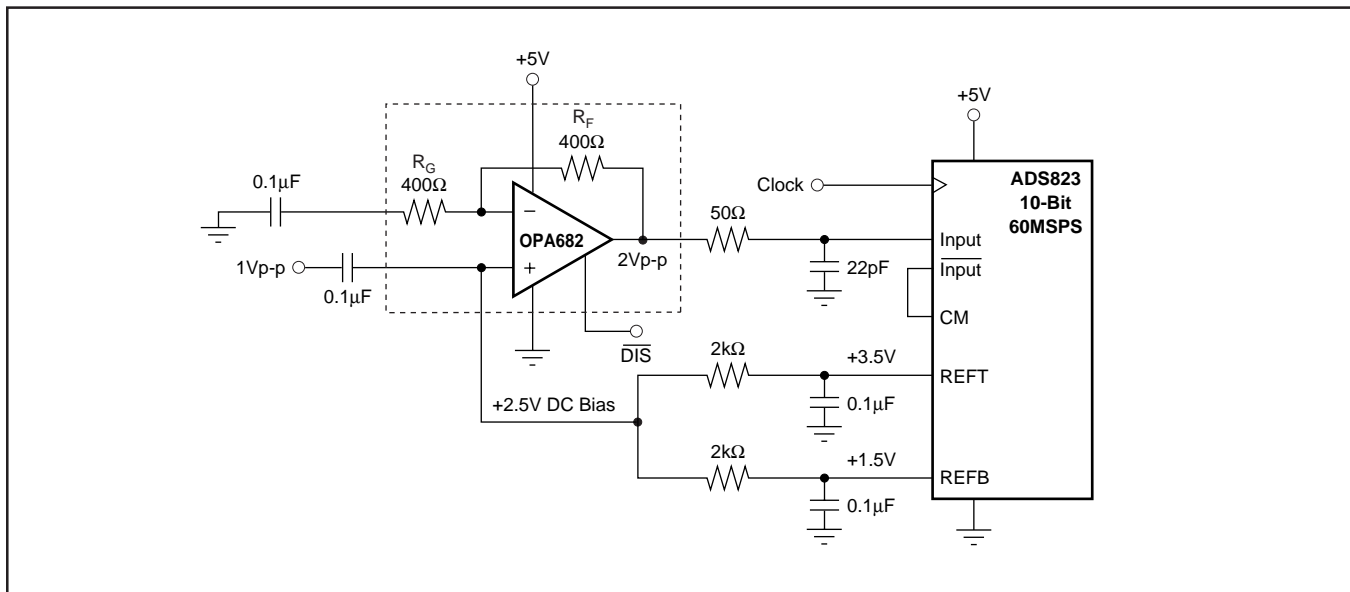 +5V
+5V
R_F
400Ω
R_G
400Ω
0.1µF
Clock
ADS823
10-Bit
60MSPS
50Ω
−
OPA682
+
1Vp-p
2Vp-p
0.1µF
22pF
Input
I̅n̅p̅u̅t̅
CM
D̅I̅S̅
2kΩ
+3.5V
REFT
0.1µF
+2.5V DC Bias
2kΩ
+1.5V
REFB
0.1µF